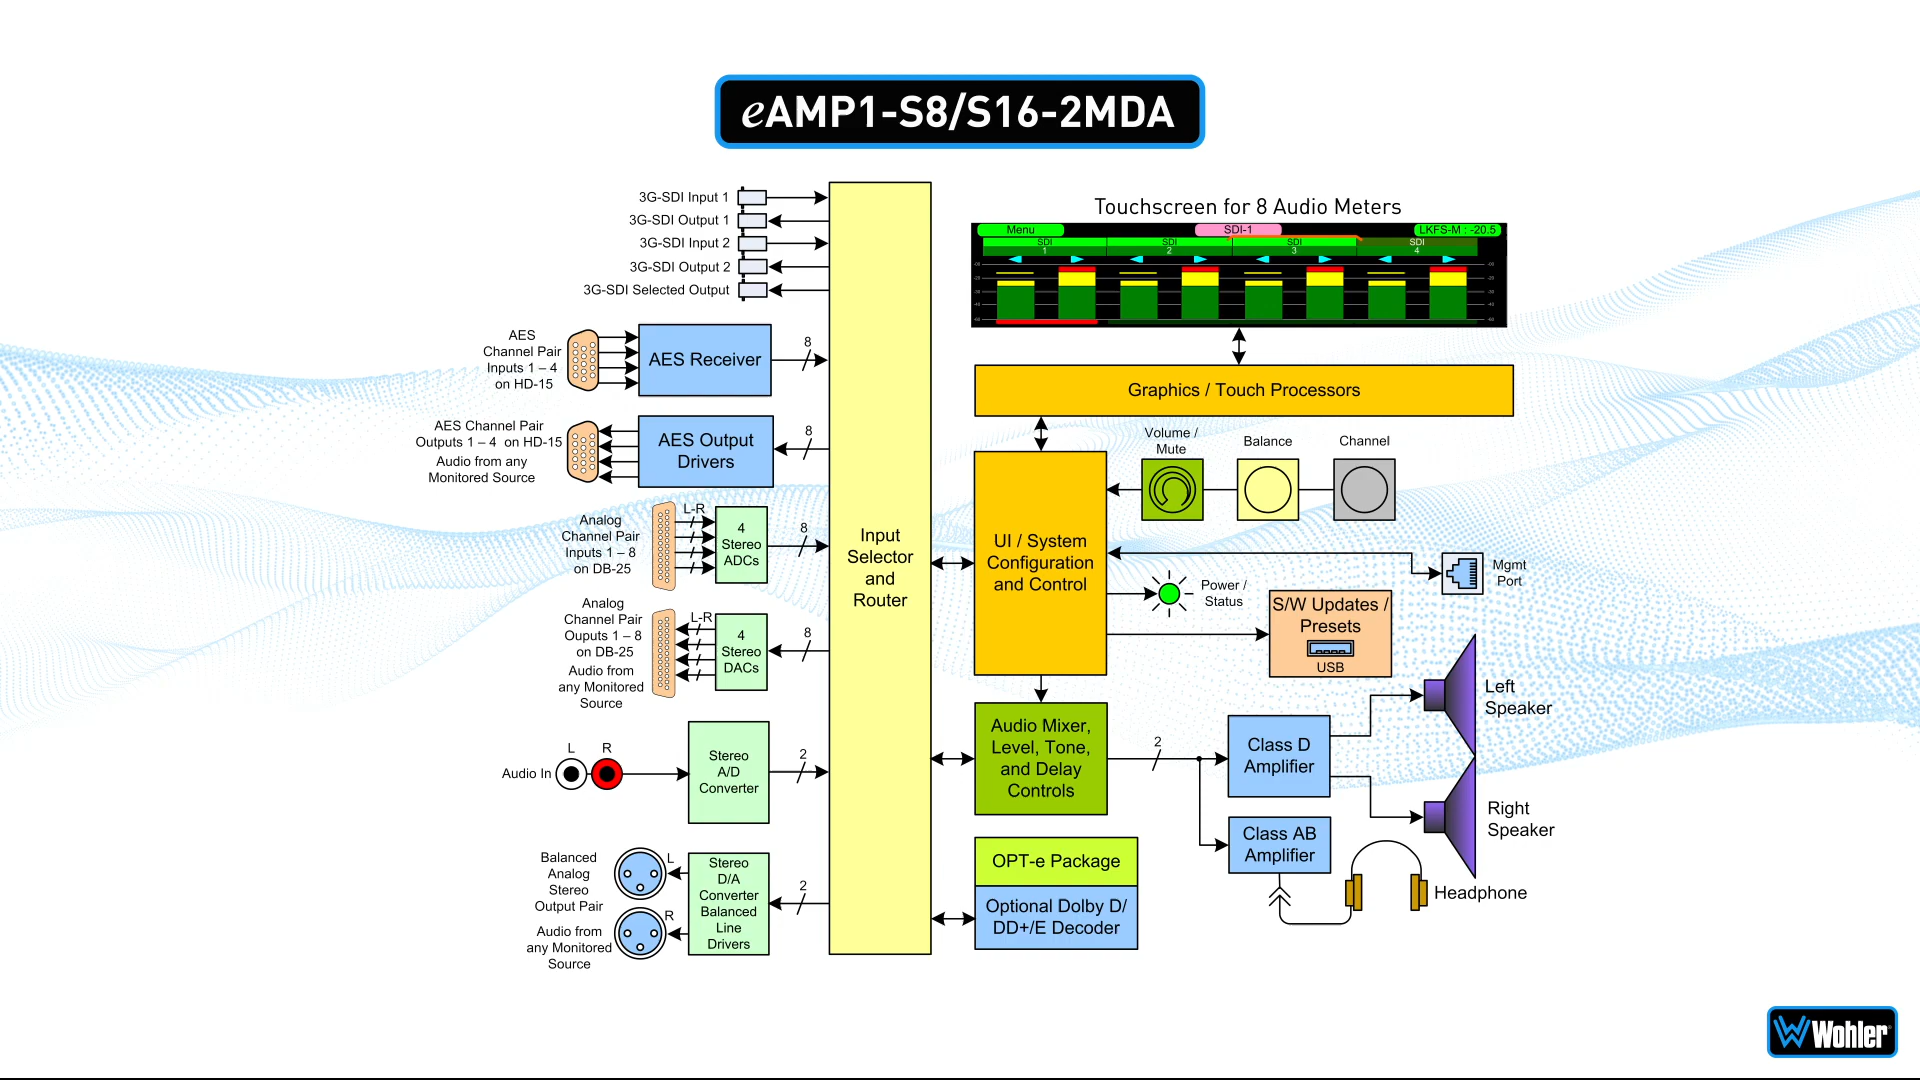 eAMP1-S8/S16-2MDA
3G-SDI Input 1
3G-SDI Output 1
3G-SDI Input 2
3G-SDI Output 2
3G-SDI Selected Output
AES
Channel Pair
Inputs 1 – 4
on HD-15
AES Receiver
8
AES Channel Pair
Outputs 1 – 4 on HD-15
Audio from any
Monitored Source
AES Output
Drivers
8
Analog
Channel Pair
Inputs 1 – 8
on DB-25
L-R
4
Stereo
ADCs
8
Analog
Channel Pair
Ouputs 1 – 8
on DB-25
Audio from
any Monitored
Source
L-R
4
Stereo
DACs
8
Audio In
L
R
Stereo
A/D
Converter
2
Balanced
Analog
Stereo
Output Pair
Audio from
any Monitored
Source
L
R
Stereo
D/A
Converter
Balanced
Line
Drivers
2
Input
Selector
and
Router
Touchscreen for 8 Audio Meters
Menu
SDI-1
LKFS-M : -20.5
SDI
1
SDI
2
SDI
3
SDI
4
Graphics / Touch Processors
Volume /
Mute
Balance
Channel
UI / System
Configuration
and Control
Mgmt
Port
Power /
Status
S/W Updates /
Presets
USB
Audio Mixer,
Level, Tone,
and Delay
Controls
2
Class D
Amplifier
Left
Speaker
Right
Speaker
Class AB
Amplifier
Headphone
OPT-e Package
Optional Dolby D/
DD+/E Decoder
Wohler